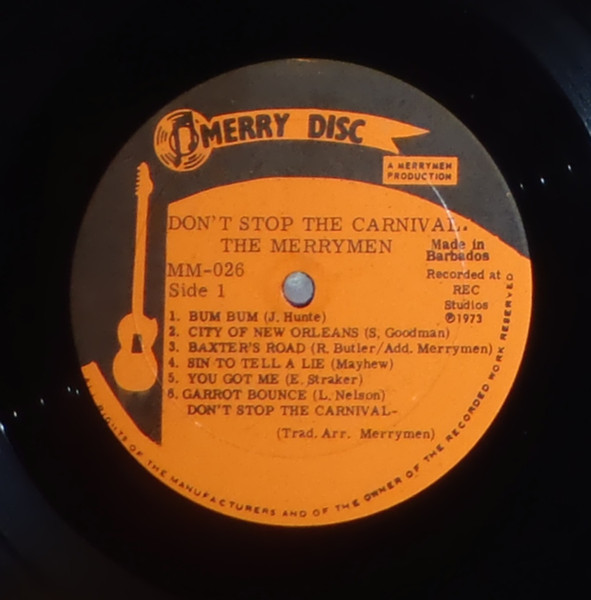 MERRY DISC
A MERRYMEN
PRODUCTION
DON'T STOP THE CARNIVAL.
THE MERRYMEN
Made in
Barbados
MM-026
Side 1
Recorded at
REC
Studios
℗1973
1. BUM BUM (J. Hunte)
2. CITY OF NEW ORLEANS (S, Goodman)
3. BAXTER'S ROAD (R. Butler/Add. Merrymen)
4. SIN TO TELL A LIE (Mayhew)
5. YOU GOT ME (E. Straker)
6. GARROT BOUNCE (L. Nelson)
DON'T STOP THE CARNIVAL-
(Trad. Arr. Merrymen)
ALL RIGHTS OF THE MANUFACTURERS AND OF THE OWNER OF THE RECORDED WORK RESERVED